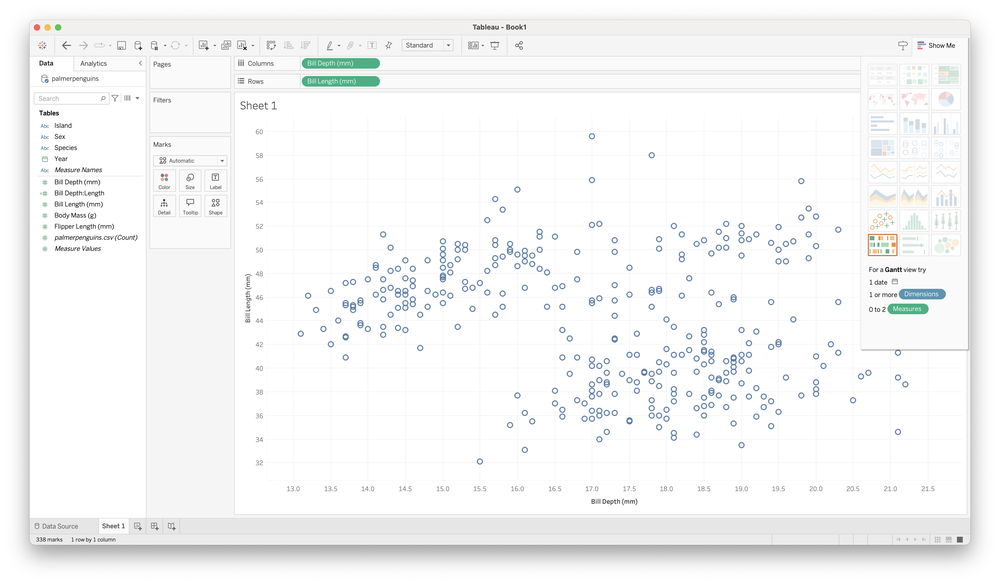 Tableau - Book1
Standard
Show Me
Data
Analytics
palmerpenguins
Search
Tables
Abc Island
Abc Sex
Abc Species
Year
Abc Measure Names
Bill Depth (mm)
Bill Depth:Length
Bill Length (mm)
Body Mass (g)
Flipper Length (mm)
palmerpenguins.csv (Count)
Measure Values
Pages
Filters
Marks
Automatic
Color
Size
Label
Detail
Tooltip
Shape
Columns
Bill Depth (mm)
Rows
Bill Length (mm)
Sheet 1
60
58
56
54
52
50
48
46
44
42
40
38
36
34
32
Bill Length (mm)
13.0 13.5 14.0 14.5 15.0 15.5 16.0 16.5 17.0 17.5 18.0 18.5 19.0 19.5 20.0 20.5 21.0 21.5
Bill Depth (mm)
For a Gantt view try
1 date
1 or more Dimensions
0 to 2 Measures
Data Source
Sheet 1
338 marks
1 row by 1 column